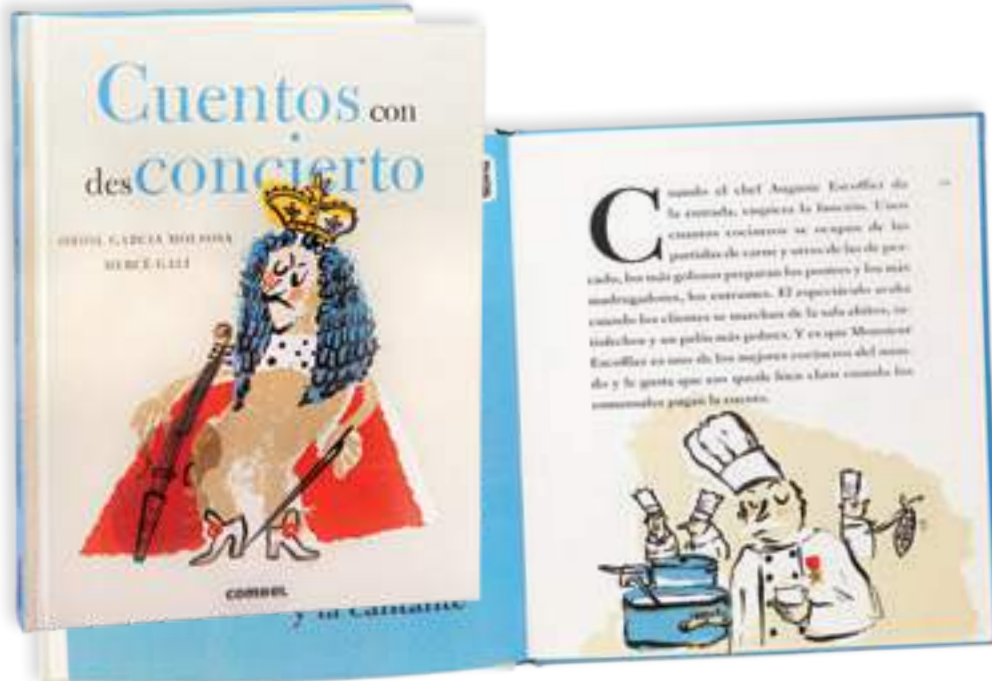 Cuentos con
desconcierto
ORIOL GARCIA MOLSOSA
MERCÈ GALÍ
COMBEL
y la cantante
Cuando el chef Auguste Escoffier da
la entrada, empieza la función. Unos
cuantos cocineros se ocupan de las
partidas de carne y otros de las de pes-
cado, los más golosos preparan los postres y los más
madrugadores, los entrantes. El espectáculo acaba
cuando los clientes se marchan de la sala ahítos, sa-
tisfechos y un pelín más pobres. Y es que Monsieur
Escoffier es uno de los mejores cocineros del mun-
do y le gusta que eso quede bien claro cuando los
comensales pagan la cuenta.